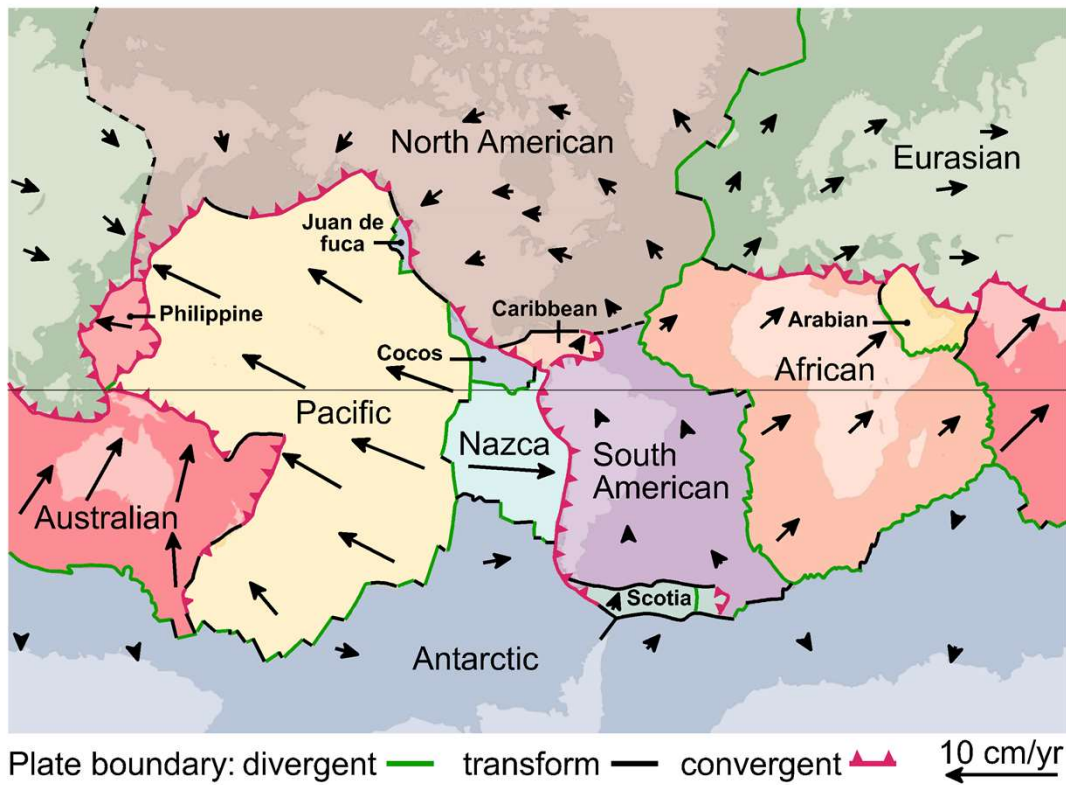 North American
Eurasian
Juan de
fuca
Philippine
Caribbean
Arabian
Cocos
African
Pacific
Nazca
South
American
Australian
Scotia
Antarctic
Plate boundary: divergent transform convergent 10 cm/yr